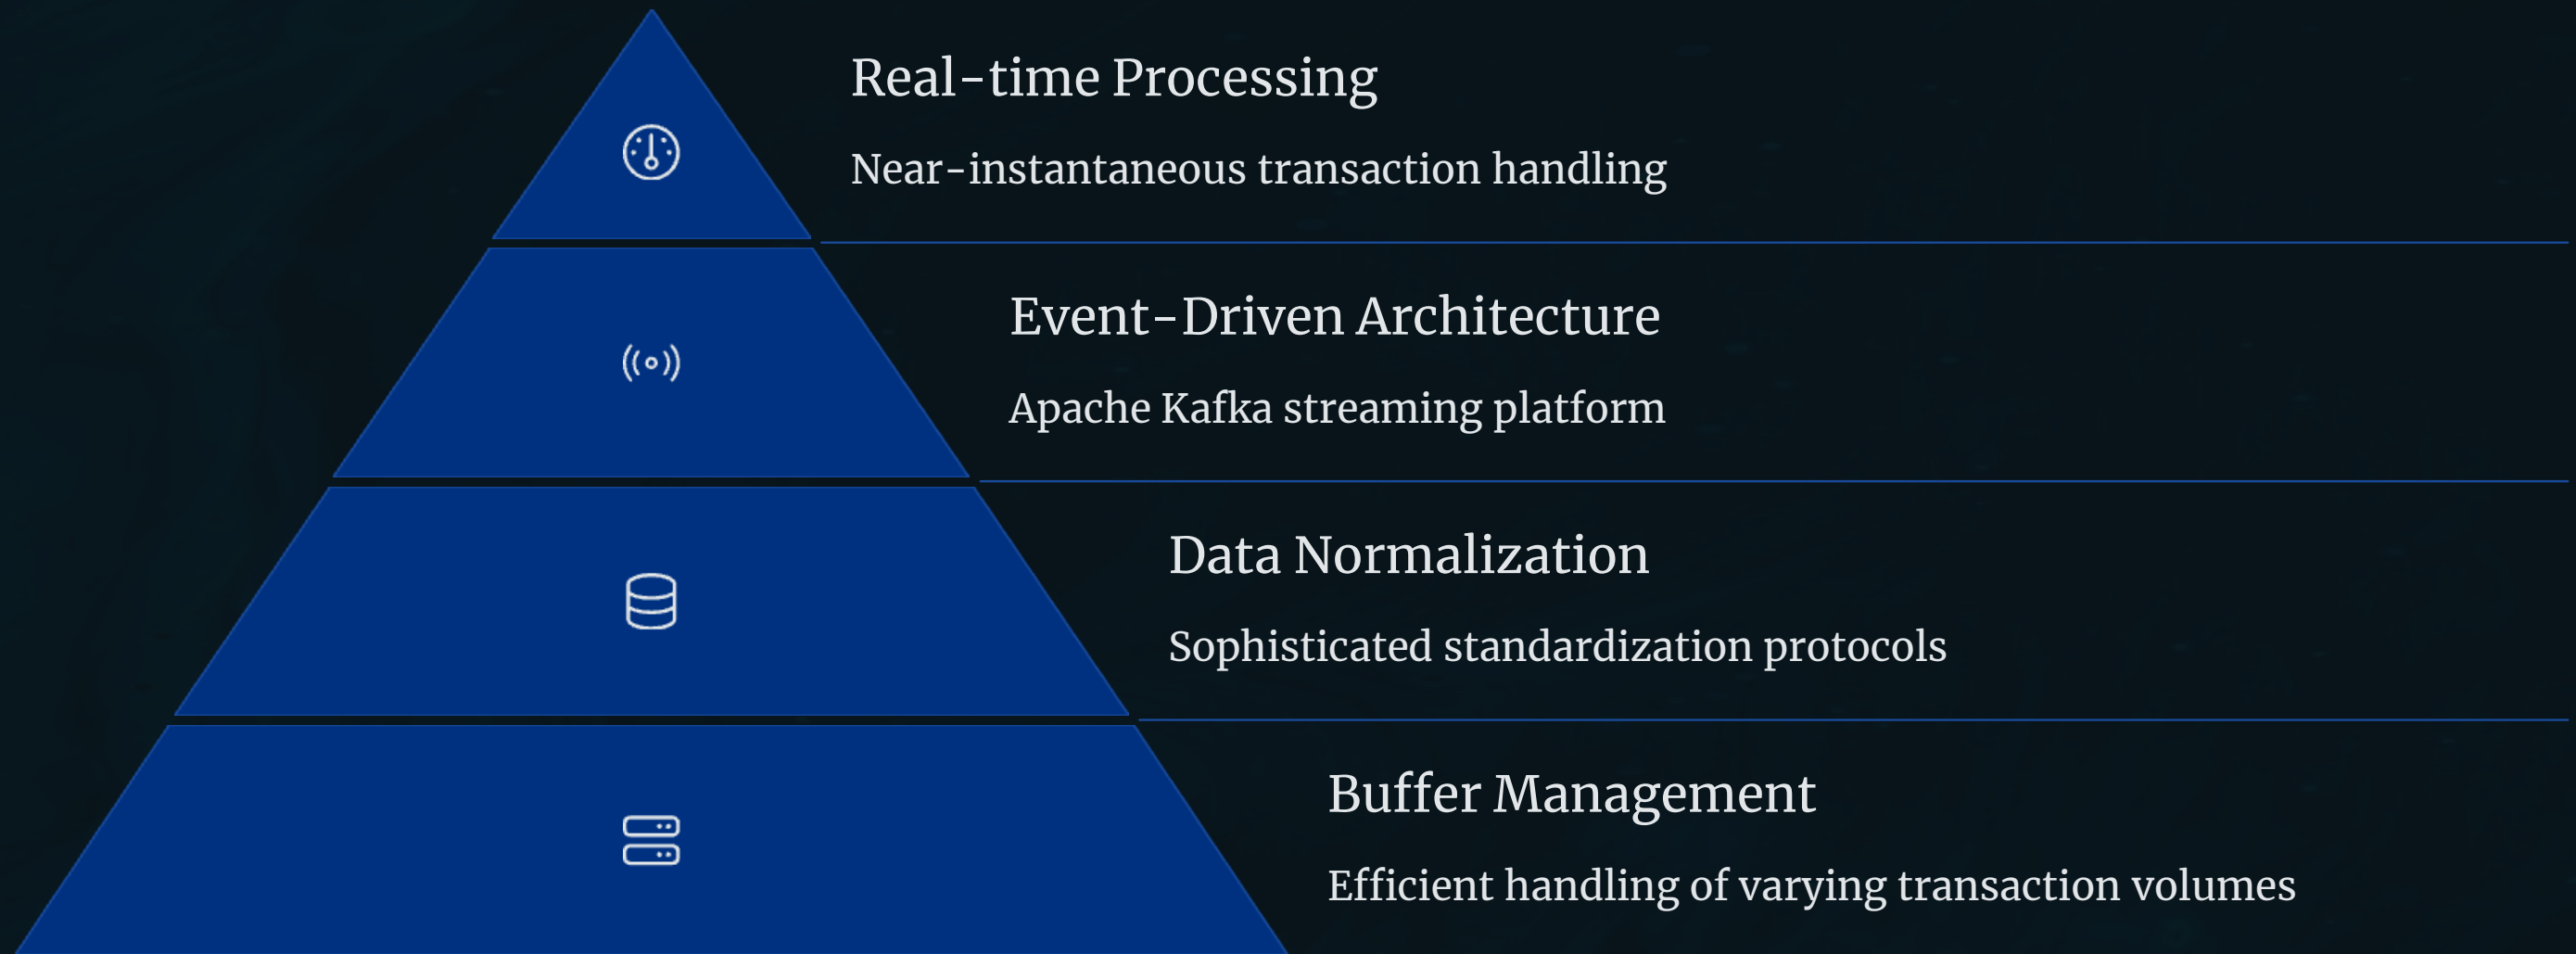 Real-time Processing
Near-instantaneous transaction handling
Event-Driven Architecture
Apache Kafka streaming platform
Data Normalization
Sophisticated standardization protocols
Buffer Management
Efficient handling of varying transaction volumes